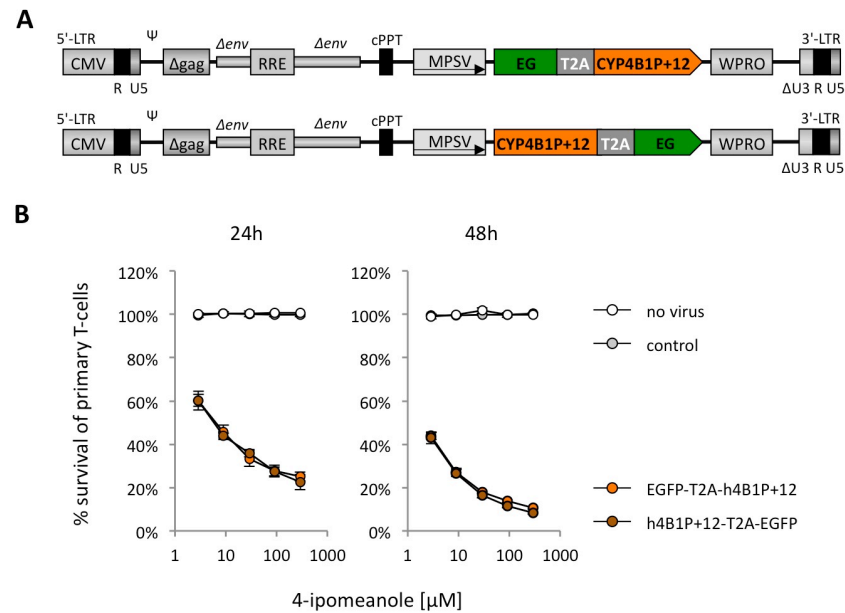 A
5'-LTR Ψ Δenv Δenv cPPT 3'-LTR
CMV Δgag RRE MPSV EG T2A CYP4B1P+12 WPRO
R U5 ΔU3 R U5
5'-LTR Ψ Δenv Δenv cPPT 3'-LTR
CMV Δgag RRE MPSV CYP4B1P+12 T2A EG WPRO
R U5 ΔU3 R U5
B
24h
48h
% survival of primary T-cells
120%
100%
80%
60%
40%
20%
0%
1 10 100 1000
120%
100%
80%
60%
40%
20%
0%
1 10 100 1000
4-ipomeanole [µM]
no virus
control
EGFP-T2A-h4B1P+12
h4B1P+12-T2A-EGFP